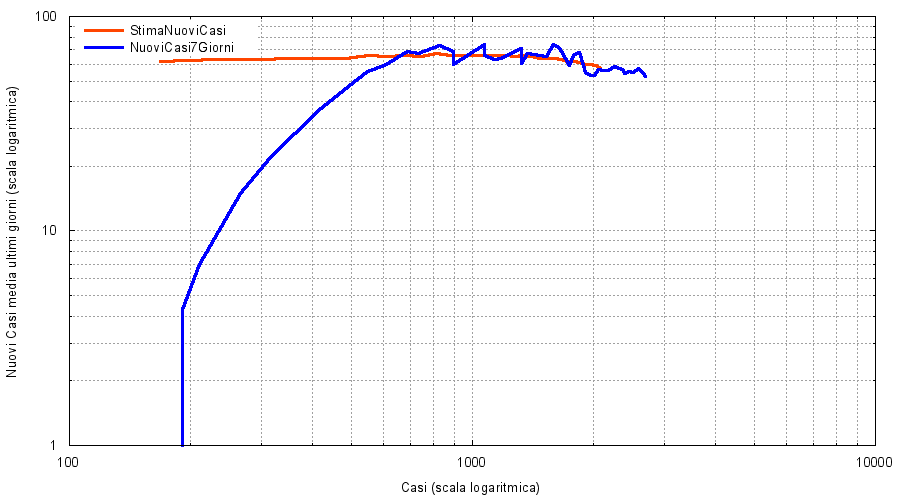 100
StimaNuoviCasi
NuoviCasi7Giorni
10
1
Nuovi Casi media ultimi giorni (scala logaritmica)
100
1000
10000
Casi (scala logaritmica)